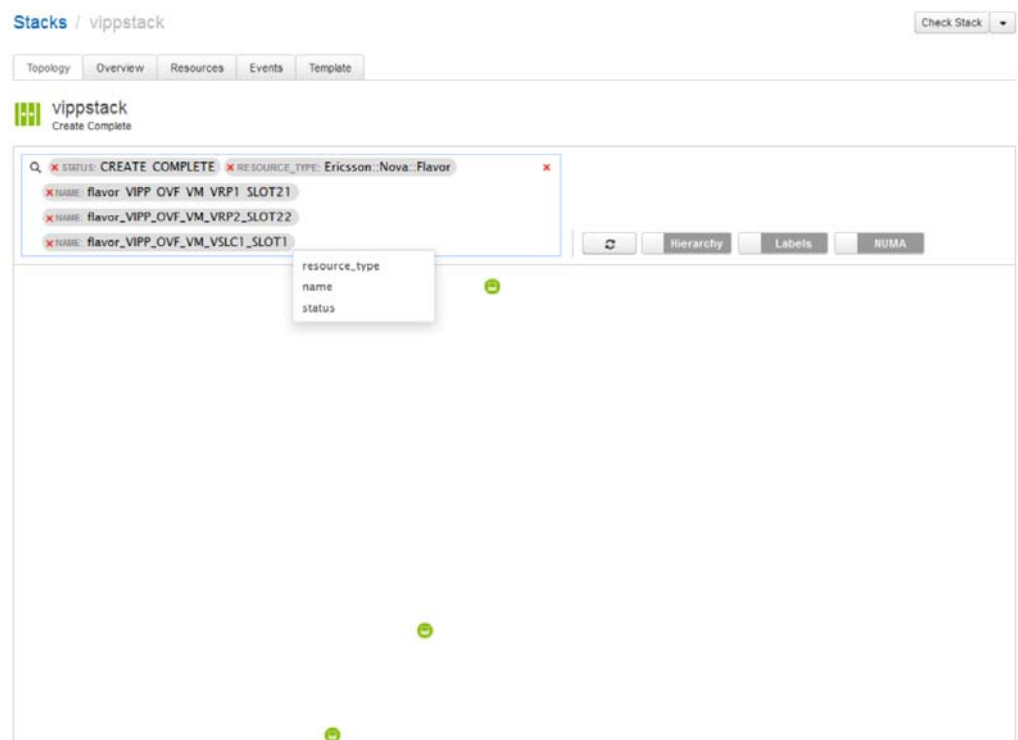 Stacks / vippstack
Check Stack
Topology Overview Resources Events Template
vippstack
Create Complete
STATUS: CREATE COMPLETE RESOURCE_TYPE: Ericsson::Nova::Flavor
NAME: flavor VIPP OVF VM VRP1 SLOT21
NAME: flavor_VIPP_OVF_VM_VRP2_SLOT22
NAME: flavor_VIPP_OVF_VM_VSLC1_SLOT1
Hierarchy Labels NUMA
resource_type
name
status